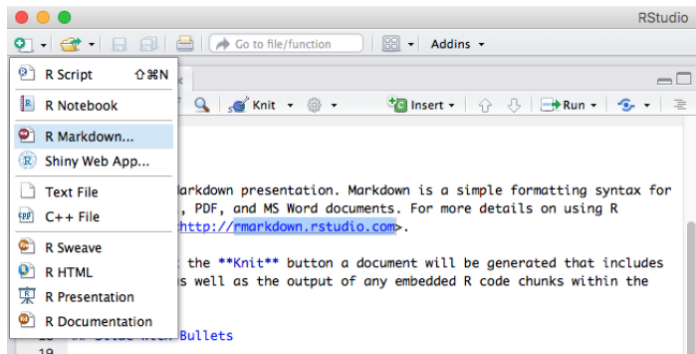 RStudio
Go to file/function
Addins
R Script ⇧⌘N
R Notebook
R Markdown...
Shiny Web App...
Text File
C++ File
R Sweave
R HTML
R Presentation
R Documentation
Knit Insert Run
arkdown presentation. Markdown is a simple formatting syntax for
, PDF, and MS Word documents. For more details on using R
http://rmarkdown.rstudio.com>.
the **Knit** button a document will be generated that includes
s well as the output of any embedded R code chunks within the
Bullets
19